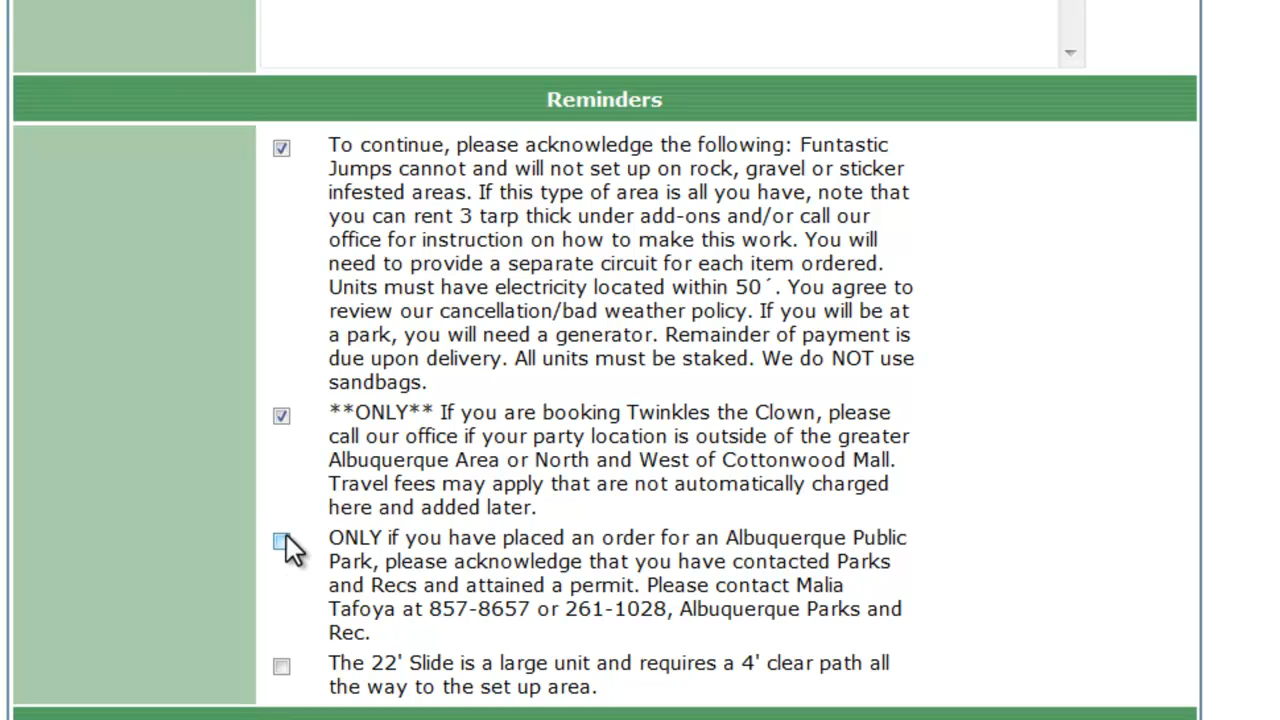 Reminders
To continue, please acknowledge the following: Funtastic
Jumps cannot and will not set up on rock, gravel or sticker
infested areas. If this type of area is all you have, note that
you can rent 3 tarp thick under add-ons and/or call our
office for instruction on how to make this work. You will
need to provide a separate circuit for each item ordered.
Units must have electricity located within 50´. You agree to
review our cancellation/bad weather policy. If you will be at
a park, you will need a generator. Remainder of payment is
due upon delivery. All units must be staked. We do NOT use
sandbags.
**ONLY** If you are booking Twinkles the Clown, please
call our office if your party location is outside of the greater
Albuquerque Area or North and West of Cottonwood Mall.
Travel fees may apply that are not automatically charged
here and added later.
ONLY if you have placed an order for an Albuquerque Public
Park, please acknowledge that you have contacted Parks
and Recs and attained a permit. Please contact Malia
Tafoya at 857-8657 or 261-1028, Albuquerque Parks and
Rec.
The 22' Slide is a large unit and requires a 4' clear path all
the way to the set up area.